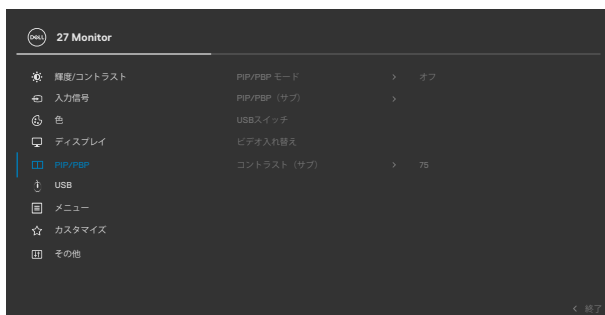 DELL 27 Monitor
輝度/コントラスト PIP/PBP モード > オフ
入力信号 PIP/PBP（サブ） >
色 USBスイッチ
ディスプレイ ビデオ入れ替え
PIP/PBP コントラスト（サブ） > 75
USB
メニュー
カスタマイズ
その他
< 終了